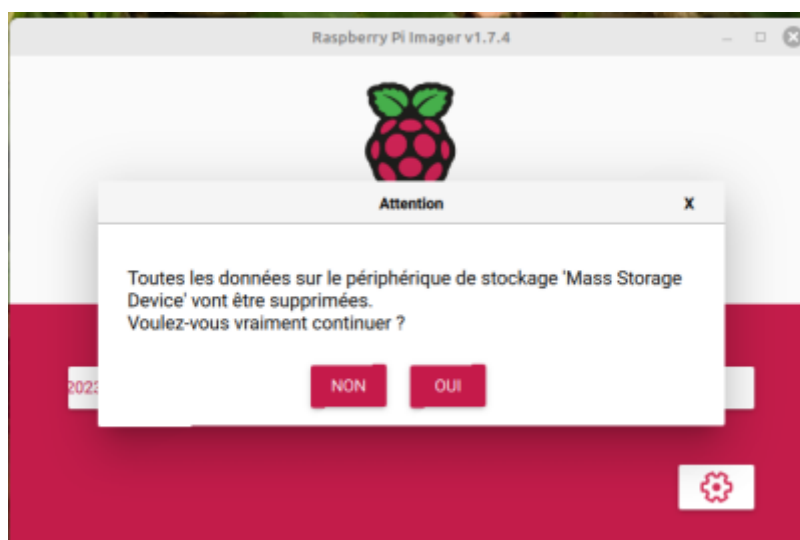 Raspberry Pi Imager v1.7.4
Attention
X
Toutes les données sur le périphérique de stockage 'Mass Storage
Device' vont être supprimées.
Voulez-vous vraiment continuer ?
NON
OUI
2023